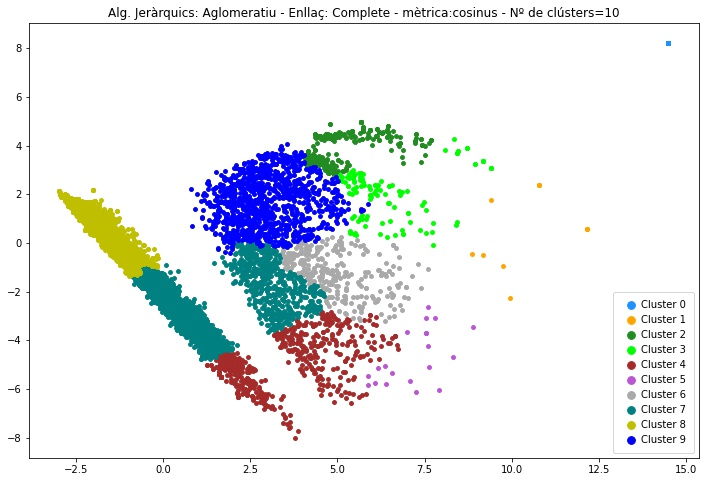 Alg. Jeràrquics: Aglomeratiu - Enllaç: Complete - mètrica:cosinus - Nº de clústers=10
8
6
4
2
0
−2
−4
−6
−8
−2.5 0.0 2.5 5.0 7.5 10.0 12.5 15.0
Cluster 0
Cluster 1
Cluster 2
Cluster 3
Cluster 4
Cluster 5
Cluster 6
Cluster 7
Cluster 8
Cluster 9